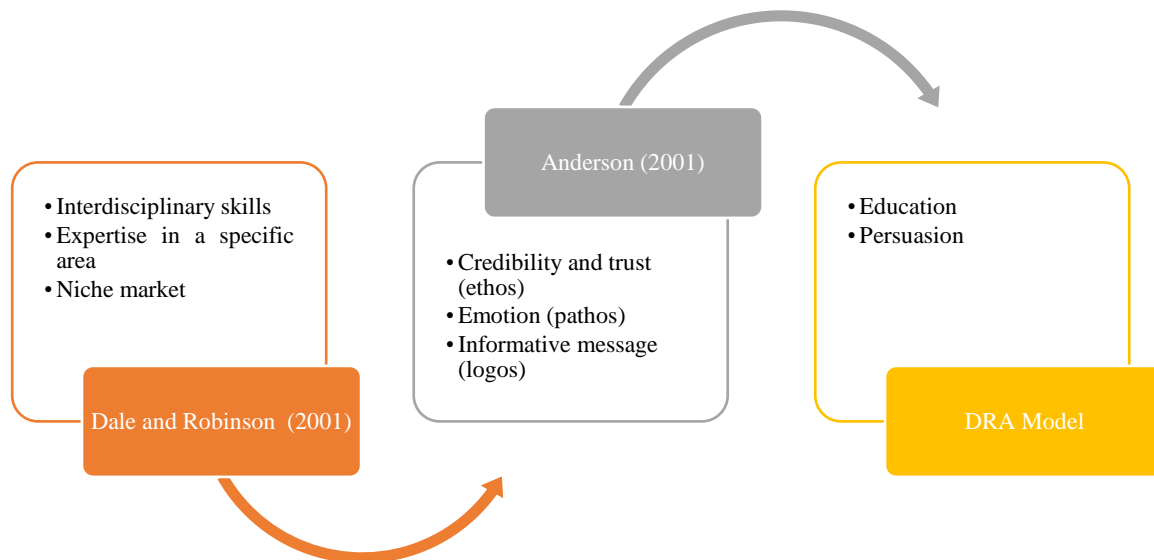 • Interdisciplinary skills
• Expertise in a specific
area
• Niche market
Dale and Robinson (2001)
Anderson (2001)
• Credibility and trust
(ethos)
• Emotion (pathos)
• Informative message
(logos)
• Education
• Persuasion
DRA Model